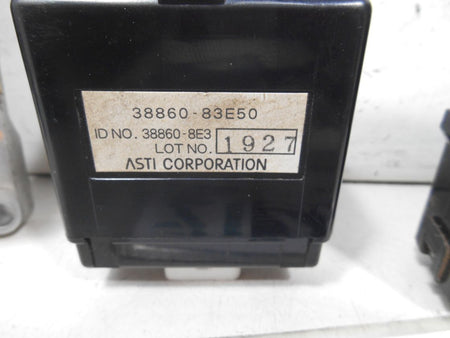 38860-83E50
ID NO. 38860-8E3
LOT NO. 1927
ASTI CORPORATION